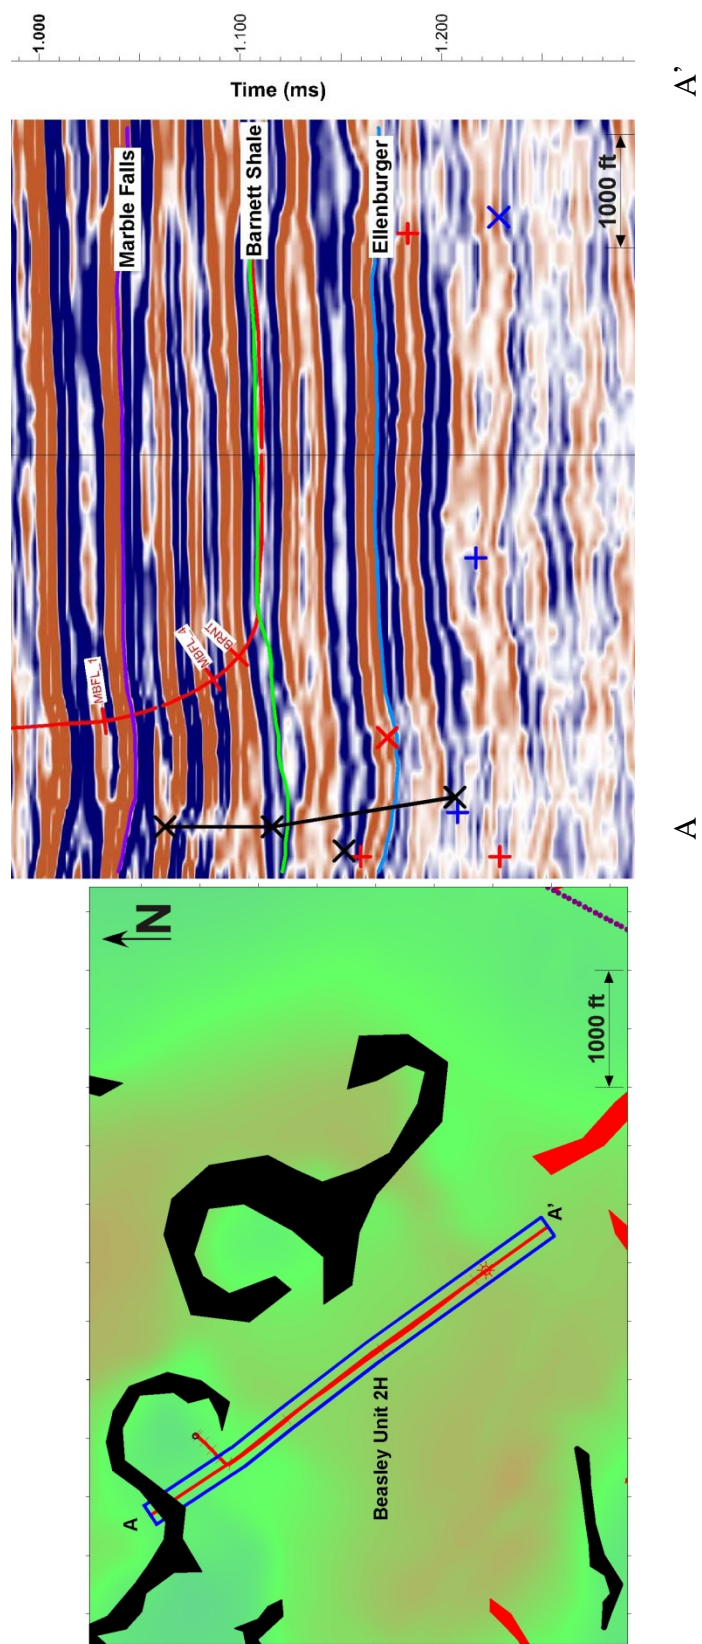 1.000
1.100
1.200
Time (ms)
Marble Falls
Barnett Shale
Ellenburger
1000 ft
MBFL_1
MBFL_4
BRNT
A
A'
N
1000 ft
A
A'
Beasley Unit 2H